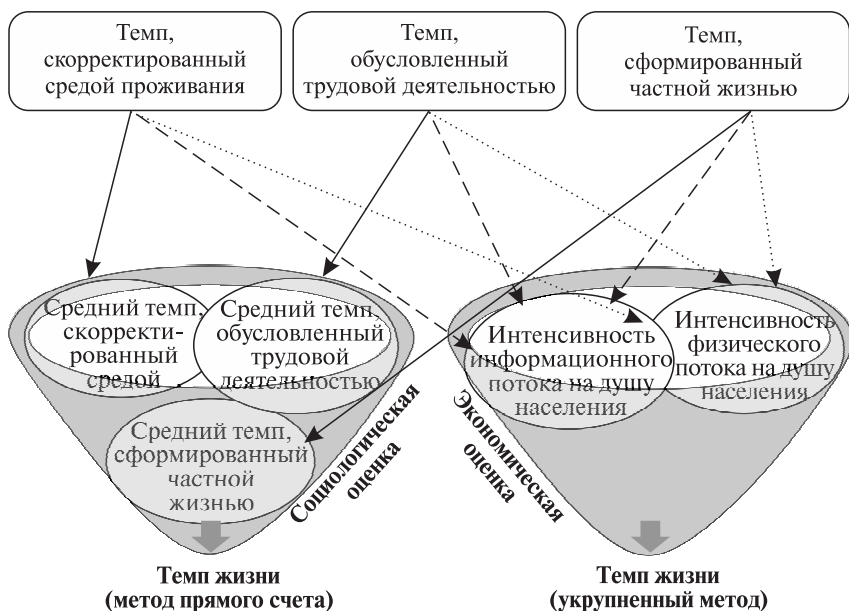 Темп,
скорректированный
средой проживания
Темп,
обусловленный
трудовой деятельностью
Темп,
сформированный
частной жизнью
Средний темп,
скоррeкти-
рованный
средой
Средний темп,
обусловленный
трудовой
деятельностью
Средний темп,
сформированный
частной
жизнью
Социологическая
оценка
Интенсивность
информационного
потока на душу
населения
Интенсивность
физического
потока на душу
населения
Экономическая
оценка
Темп жизни
(метод прямого счета)
Темп жизни
(укрупненный метод)